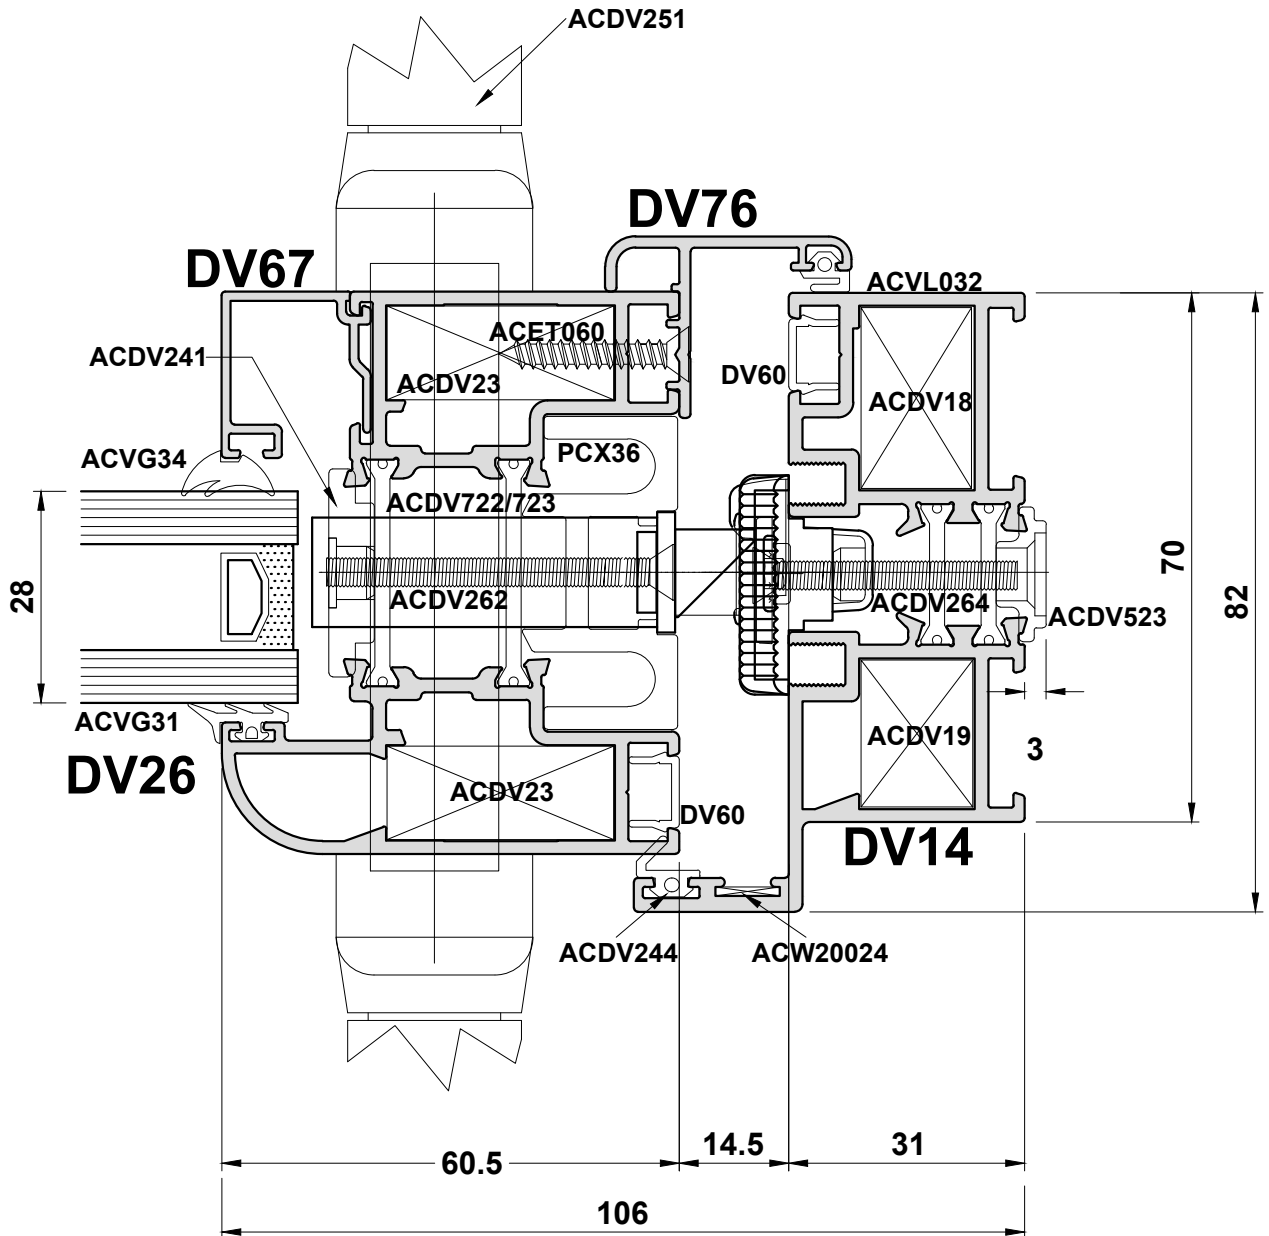 ACDV251
DV76
DV67
ACVL032
ACET060
ACDV241
DV60
ACDV23
ACDV18
ACVG34
PCX36
ACDV722/723
70
28
82
ACDV262
ACDV264
ACDV523
ACVG31
ACDV19
3
DV26
ACDV23
DV60
DV14
ACDV244
ACW20024
60.5
14.5
31
106